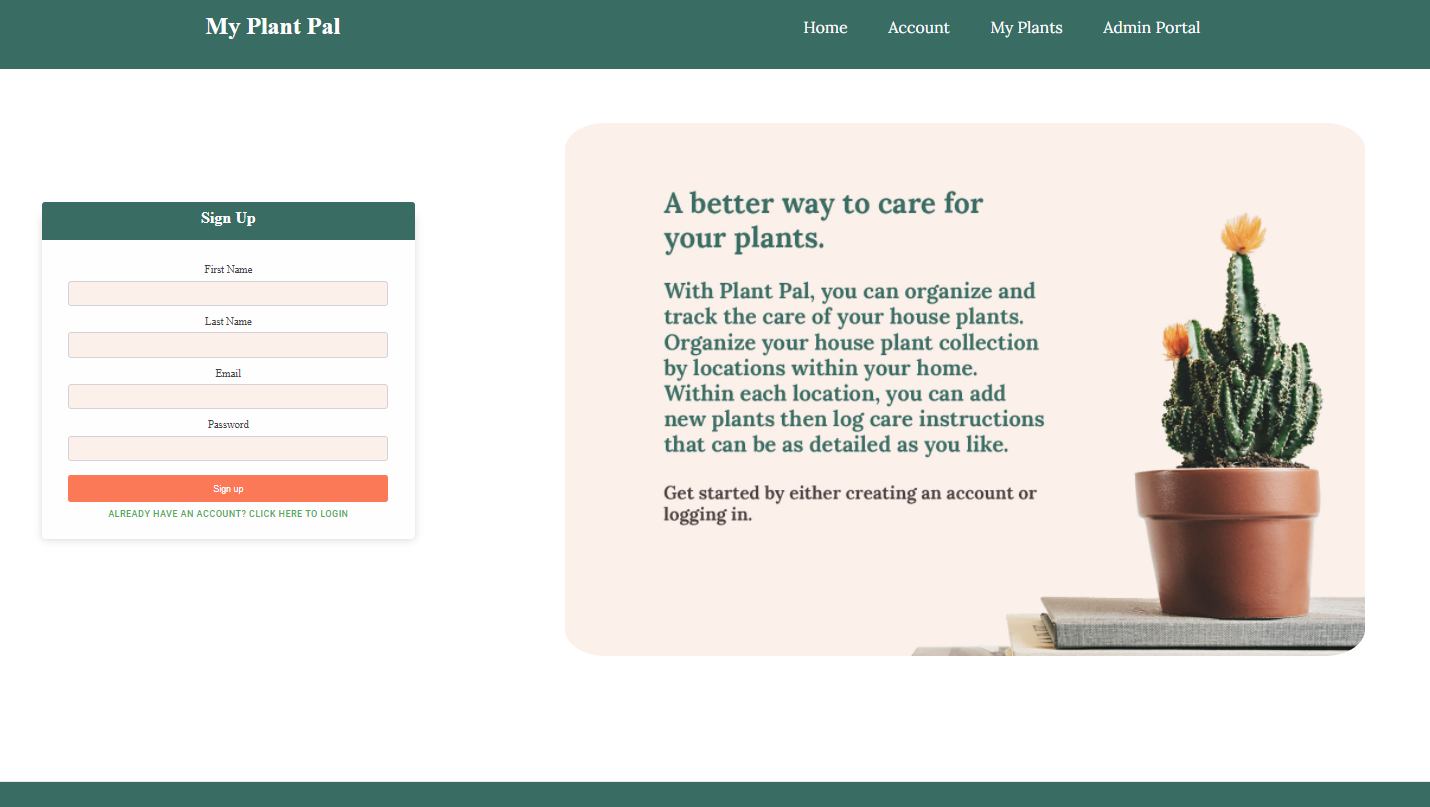 My Plant Pal
Home
Account
My Plants
Admin Portal
Sign Up
First Name
Last Name
Email
Password
Sign up
ALREADY HAVE AN ACCOUNT? CLICK HERE TO LOGIN
A better way to care for
your plants.
With Plant Pal, you can organize and
track the care of your house plants.
Organize your house plant collection
by locations within your home.
Within each location, you can add
new plants then log care instructions
that can be as detailed as you like.
Get started by either creating an account or
logging in.